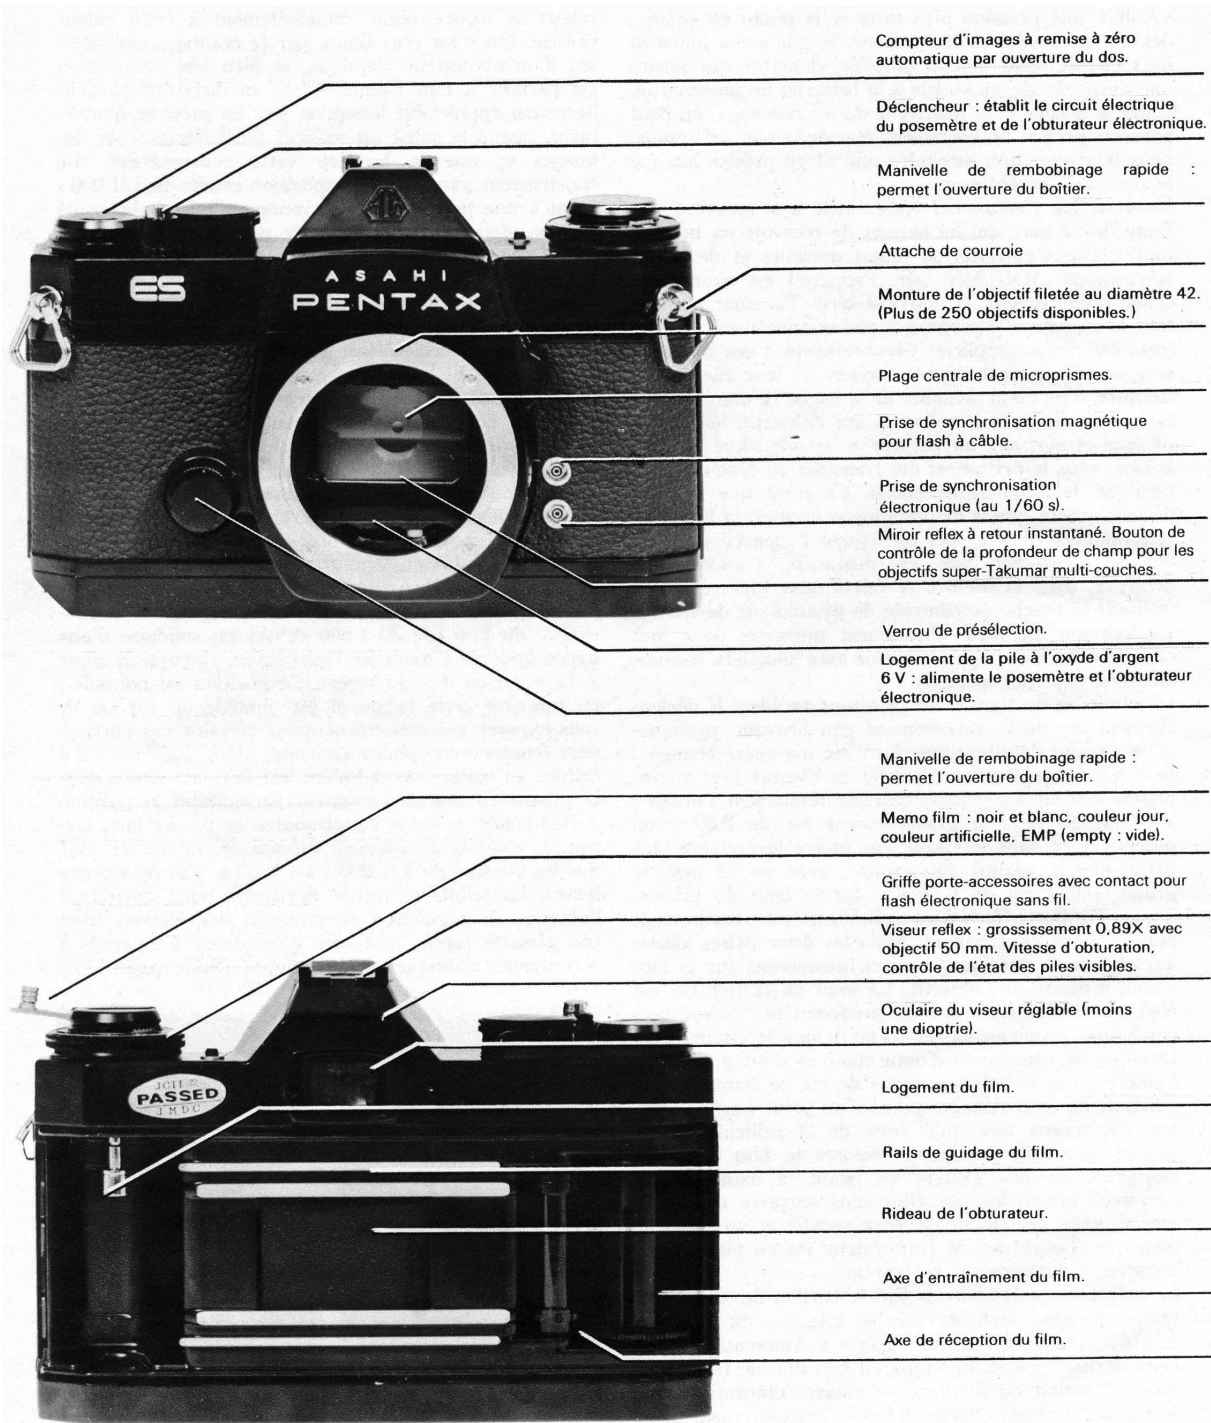 Compteur d'images à remise à zéro
automatique par ouverture du dos.
Déclencheur : établit le circuit électrique
du posemètre et de l'obturateur électronique.
Manivelle de rembobinage rapide :
permet l'ouverture du boîtier.
Attache de courroie
Monture de l'objectif filetée au diamètre 42.
(Plus de 250 objectifs disponibles.)
Plage centrale de microprismes.
Prise de synchronisation magnétique
pour flash à câble.
Prise de synchronisation
électronique (au 1/60 s).
Miroir reflex à retour instantané. Bouton de
contrôle de la profondeur de champ pour les
objectifs super-Takumar multi-couches.
Verrou de présélection.
Logement de la pile à l'oxyde d'argent
6 V : alimente le posemètre et l'obturateur
électronique.
AOCo
ES
ASAHI
PENTAX
Manivelle de rembobinage rapide :
permet l'ouverture du boîtier.
Memo film : noir et blanc, couleur jour,
couleur artificielle, EMP (empty : vide).
Griffe porte-accessoires avec contact pour
flash électronique sans fil.
Viseur reflex : grossissement 0,89X avec
objectif 50 mm. Vitesse d'obturation,
contrôle de l'état des piles visibles.
Oculaire du viseur réglable (moins
une dioptrie).
Logement du film.
Rails de guidage du film.
Rideau de l'obturateur.
Axe d'entraînement du film.
Axe de réception du film.
JCII
PASSED
JMDC